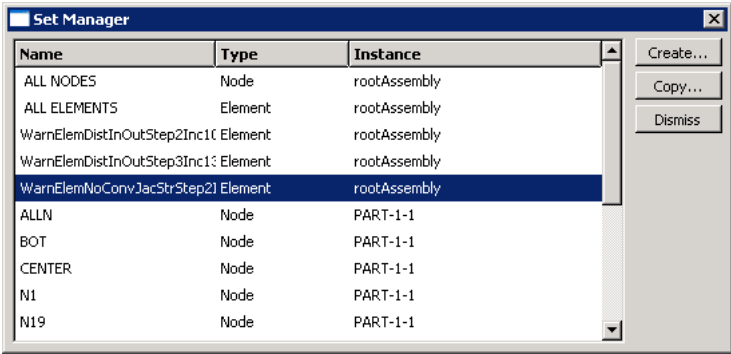 Set Manager
Name Type Instance
ALL NODES Node rootAssembly
ALL ELEMENTS Element rootAssembly
WarnElemDistInOutStep2Inc1 Element rootAssembly
WarnElemDistInOutStep3Inc1 Element rootAssembly
WarnElemNoConvJacStrStep2 Element rootAssembly
ALLN Node PART-1-1
BOT Node PART-1-1
CENTER Node PART-1-1
N1 Node PART-1-1
N19 Node PART-1-1
Create...
Copy...
Dismiss